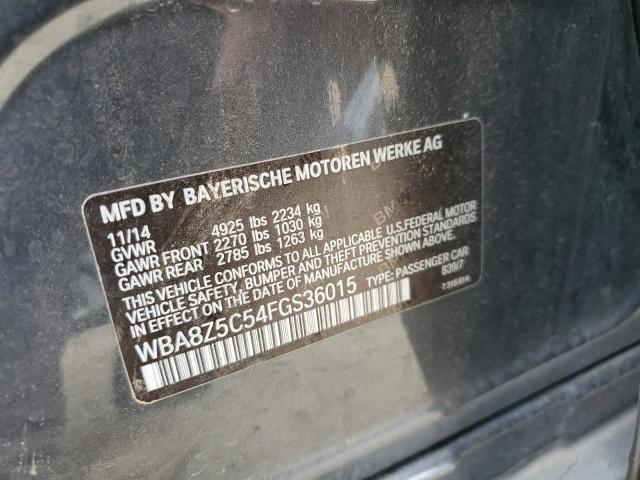 MFD BY BAYERISCHE MOTOREN WERKE AG
11/14
GVWR 4925 lbs 2234 kg
GAWR FRONT 2270 lbs 1030 kg
GAWR REAR 2785 lbs 1263 kg
THIS VEHICLE CONFORMS TO ALL APPLICABLE U.S. FEDERAL MOTOR
VEHICLE SAFETY, BUMPER AND THEFT PREVENTION STANDARDS IN
EFFECT ON THE DATE OF MANUFACTURE SHOWN ABOVE.
WBA8Z5C54FGS36015 TYPE: PASSENGER CAR
B39/7